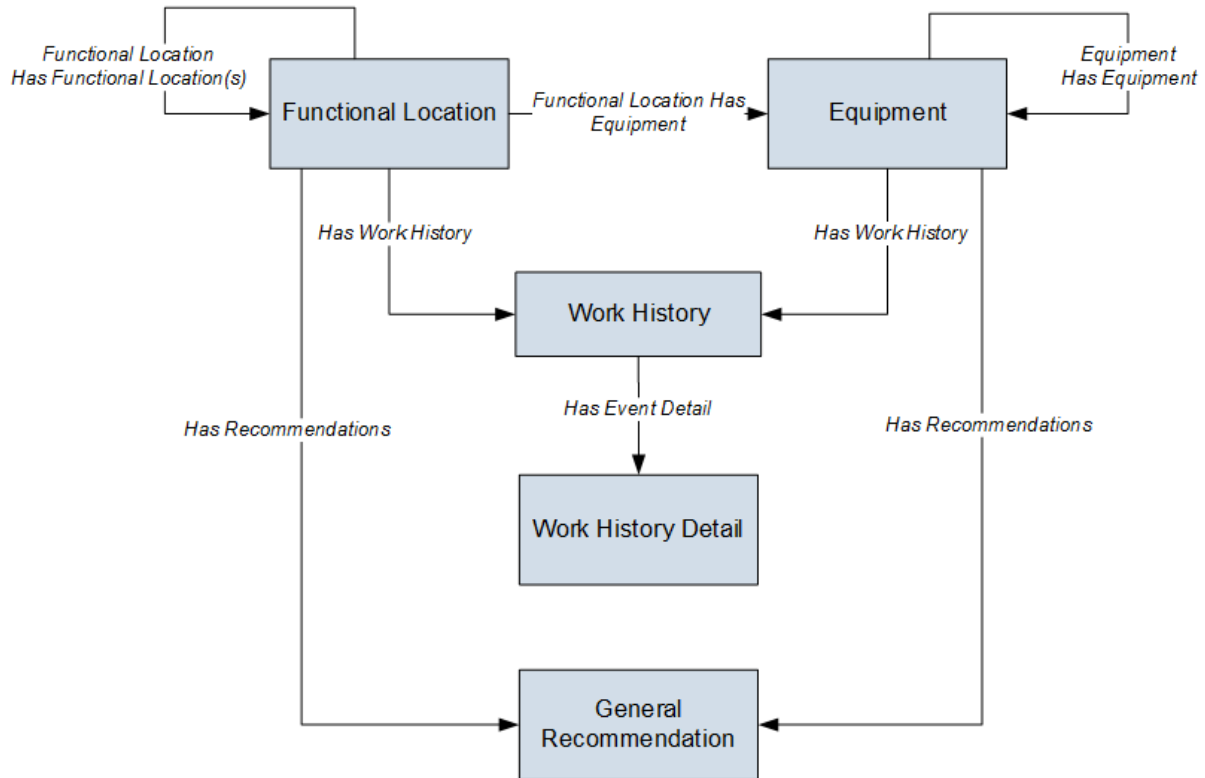 Functional Location
Has Functional Location(s)
Functional Location
Functional Location Has
Equipment
Equipment
Equipment
Has Equipment
Has Work History
Has Work History
Work History
Has Event Detail
Has Recommendations
Has Recommendations
Work History Detail
General
Recommendation